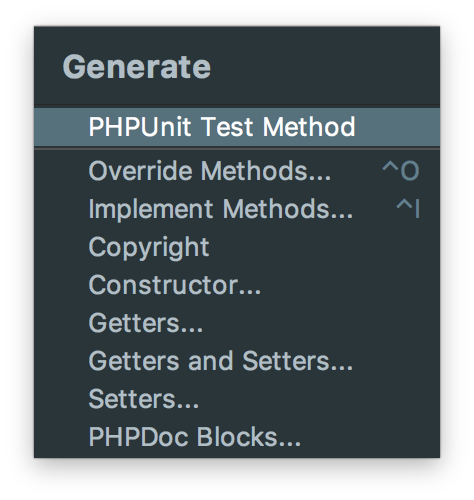 Generate
PHPUnit Test Method
Override Methods... ^O
Implement Methods... ^I
Copyright
Constructor...
Getters...
Getters and Setters...
Setters...
PHPDoc Blocks...